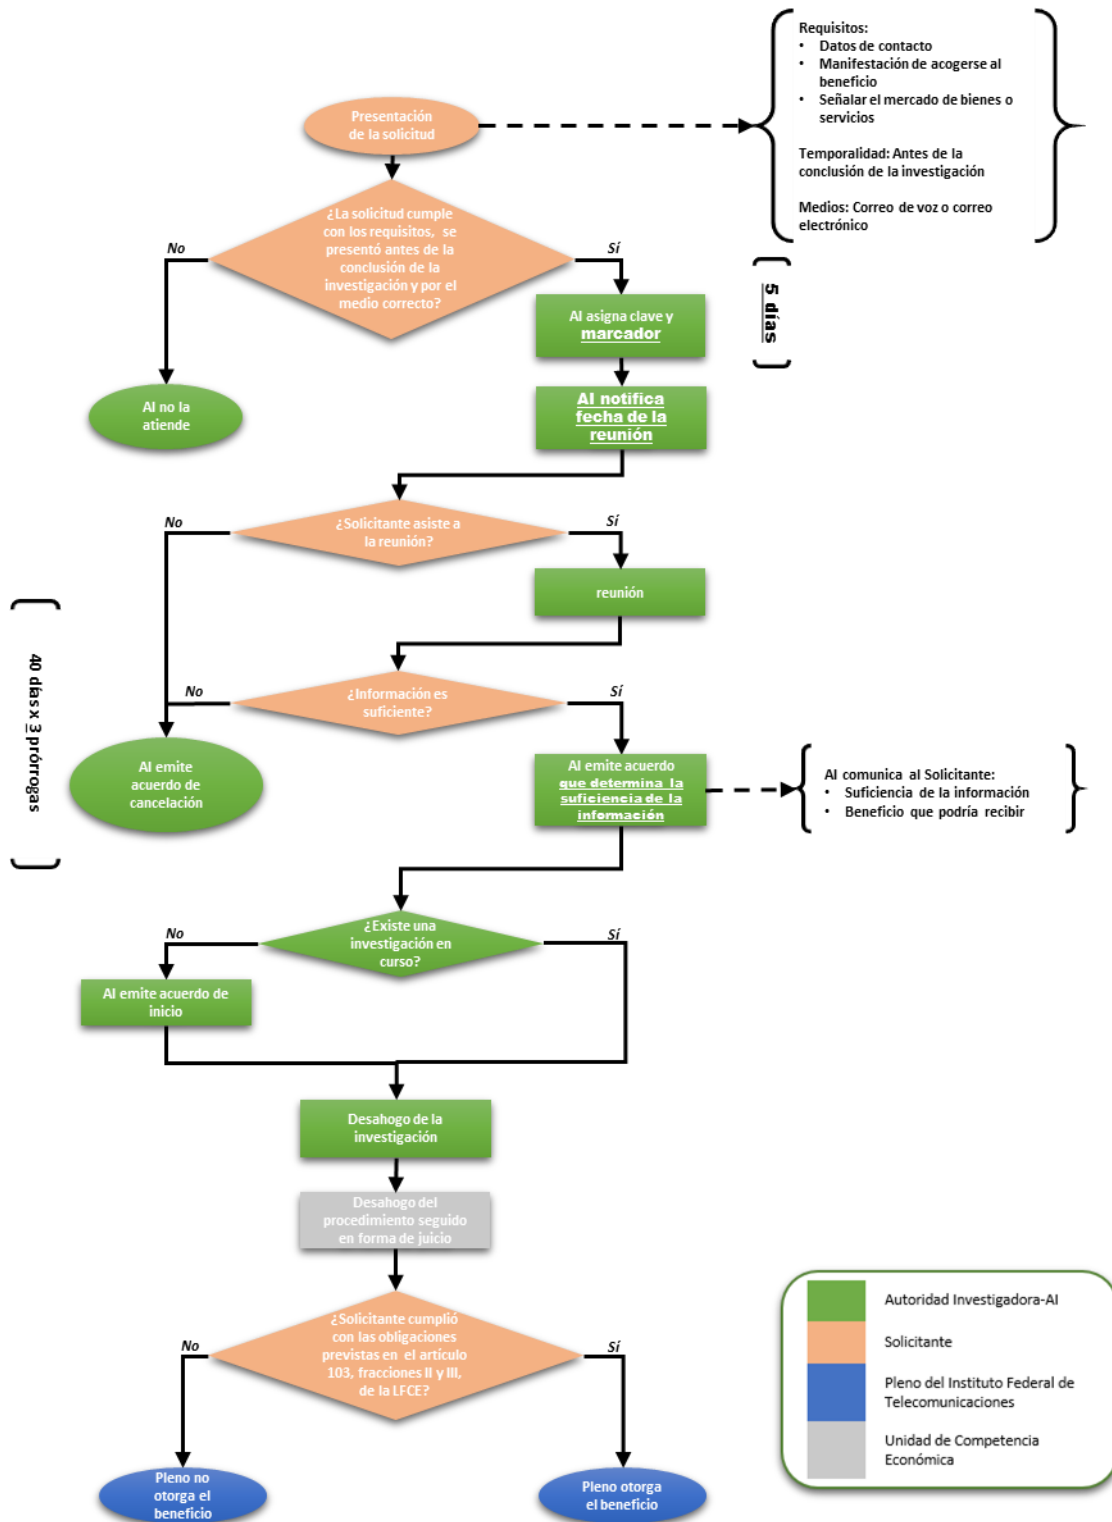 Requisitos:
• Datos de contacto
• Manifestación de acogerse al
beneficio
• Señalar el mercado de bienes o
servicios
Temporalidad: Antes de la
conclusión de la investigación
Medios: Correo de voz o correo
electrónico
Presentación
de la solicitud
¿La solicitud cumple
con los requisitos, se
presentó antes de la
conclusión de la
investigación y por el
medio correcto?
No
Sí
5 días
AI asigna clave y
marcador
AI no la
atiende
AI notifica
fecha de la
reunión
¿Solicitante asiste a
la reunión?
No
Sí
reunión
40 días x 3 prórrogas
¿Información es
suficiente?
No
Sí
AI emite
acuerdo de
cancelación
AI emite acuerdo
que determina la
suficiencia de la
información
AI comunica al Solicitante:
• Suficiencia de la información
• Beneficio que podría recibir
¿Existe una
investigación en
curso?
No
Sí
AI emite acuerdo de
inicio
Desahogo de la
investigación
Desahogo del
procedimiento seguido
en forma de juicio
¿Solicitante cumplió
con las obligaciones
previstas en el artículo
103, fracciones II y III,
de la LFCE?
No
Sí
Pleno no
otorga el
beneficio
Pleno otorga
el beneficio
Autoridad Investigadora-AI
Solicitante
Pleno del Instituto Federal de
Telecomunicaciones
Unidad de Competencia
Económica